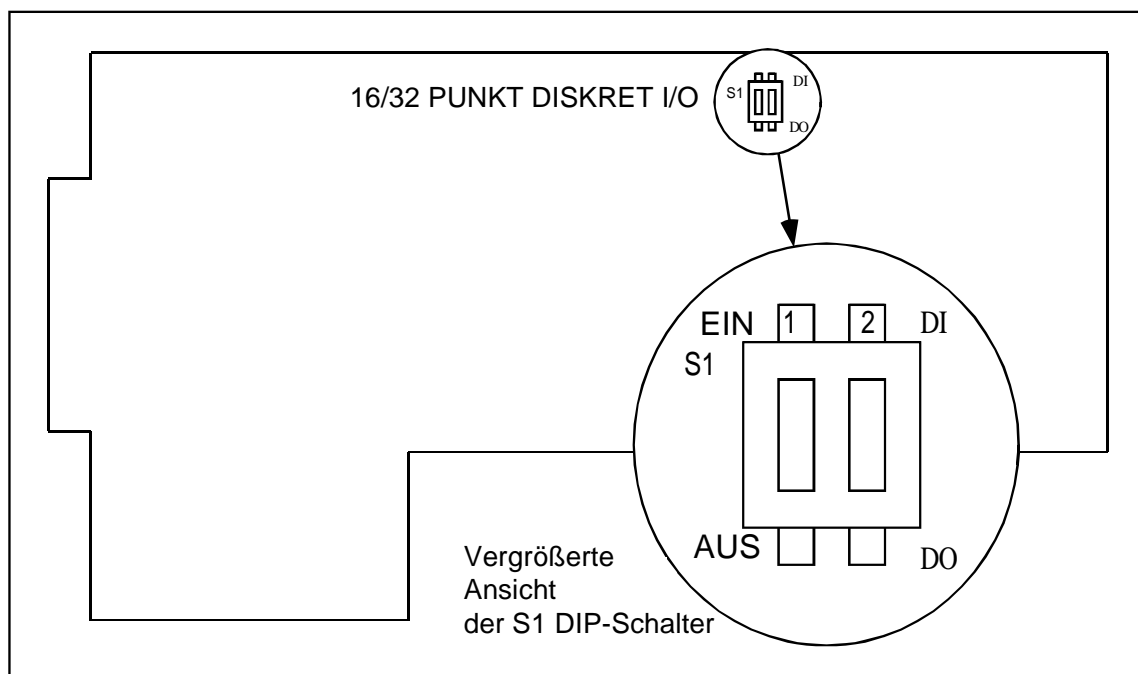 16/32 PUNKT DISKRET I/O
S1
DI
DO
EIN 1 2 DI
S1
AUS DO
Vergrößerte
Ansicht
der S1 DIP-Schalter